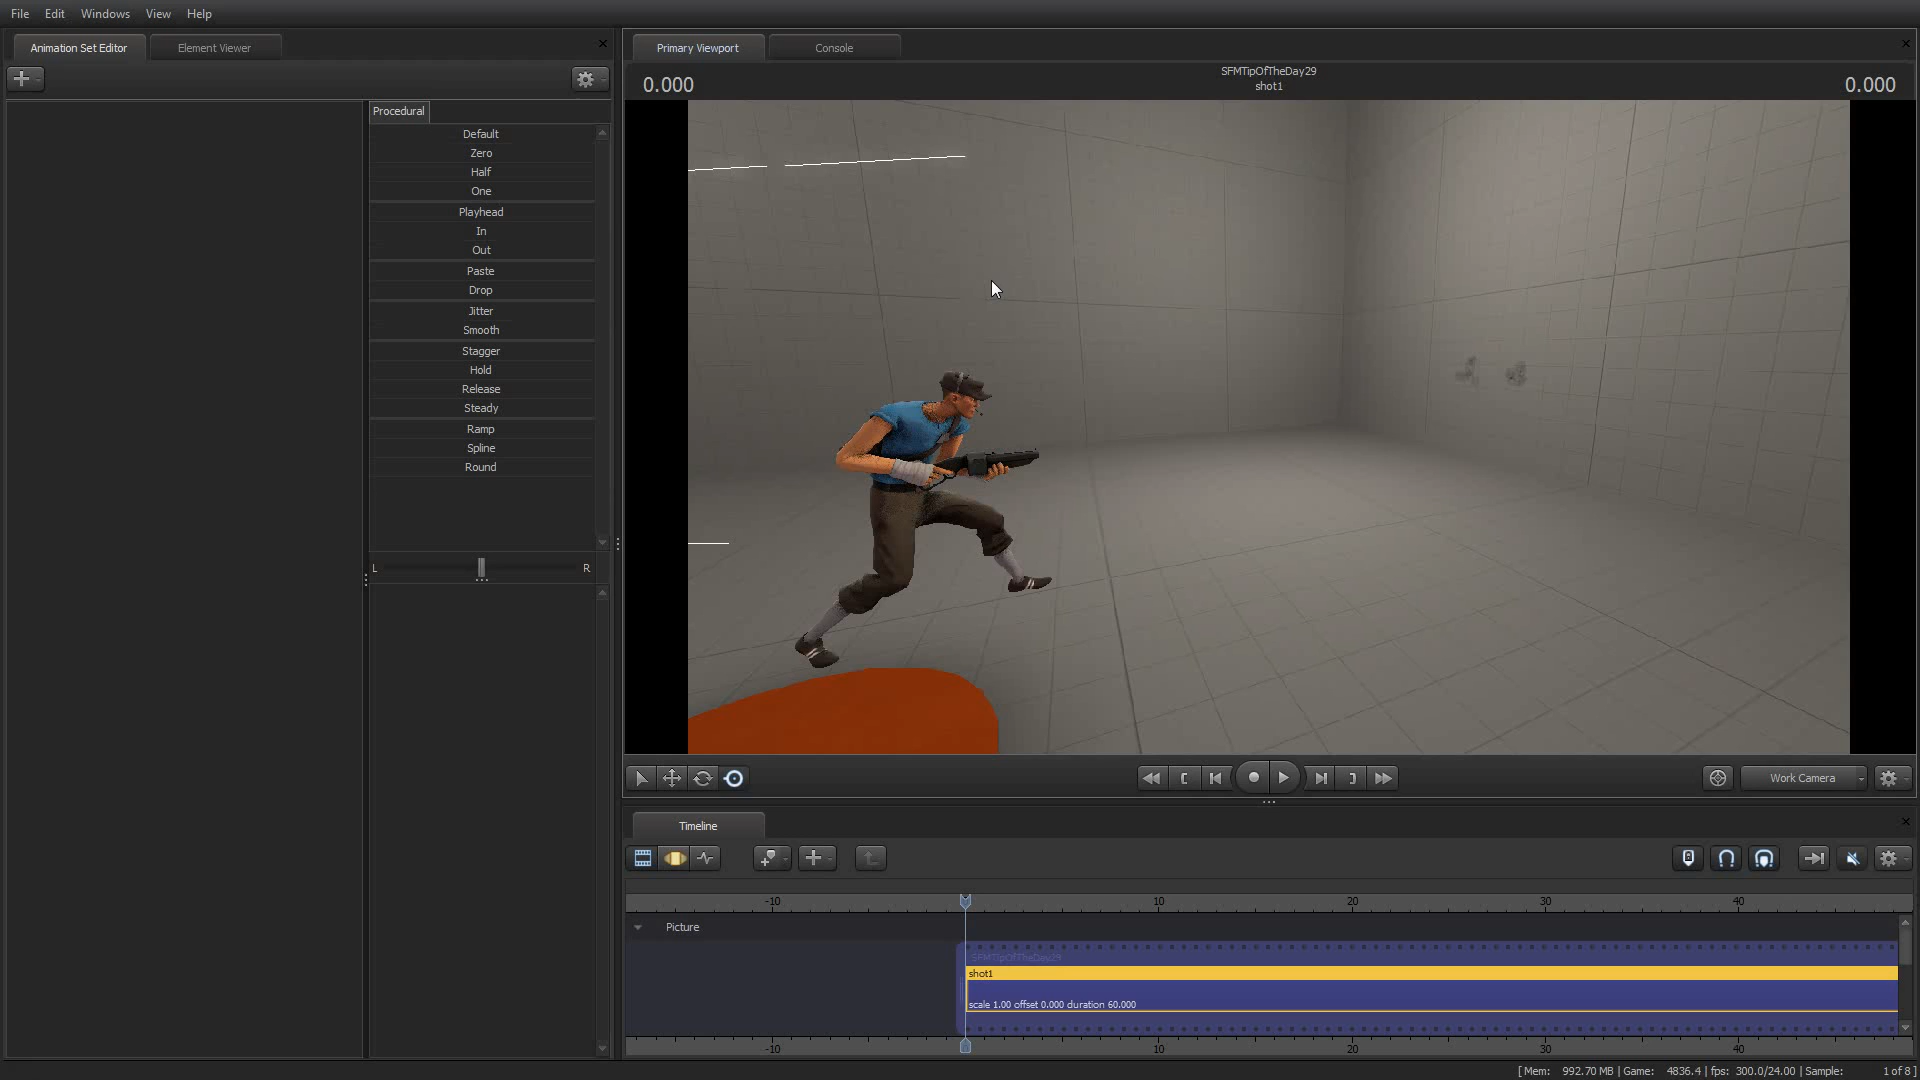 File Edit Windows View Help
Animation Set Editor Element Viewer
Primary Viewport Console
0.000
SFMTipOfTheDay29
shot1
0.000
Procedural
Default
Zero
Half
One
Playhead
In
Out
Paste
Drop
Jitter
Smooth
Stagger
Hold
Release
Steady
Ramp
Spline
Round
L R
Work Camera
Timeline
-10 10 20 30 40
Picture
SFMTipOfTheDay29
shot1
scale 1.00 offset 0.000 duration 60.000
-10 10 20 30 40
[ Mem: 992.70 MB | Game: 4836.4 | fps: 300.0/24.00 | Sample: 1 of 8 ]